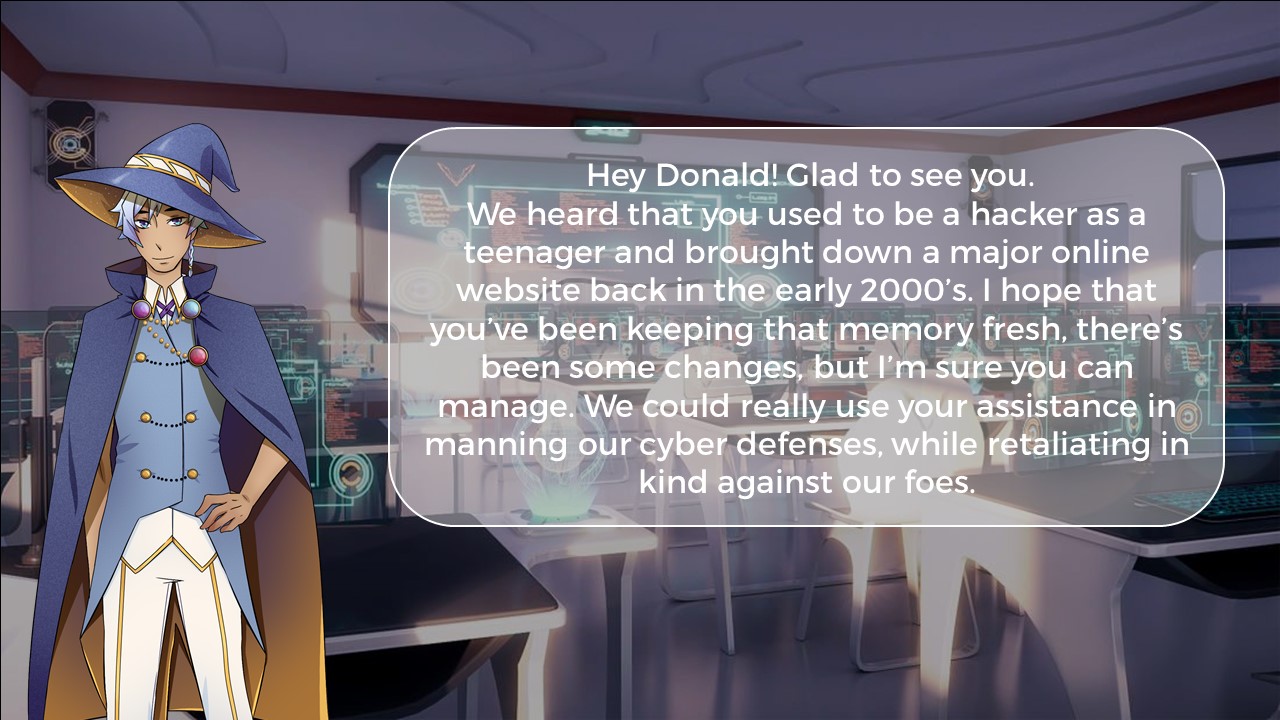 Hey Donald! Glad to see you.
We heard that you used to be a hacker as a
teenager and brought down a major online
website back in the early 2000's. I hope that
you've been keeping that memory fresh, there's
been some changes, but I'm sure you can
manage. We could really use your assistance in
manning our cyber defenses, while retaliating in
kind against our foes.